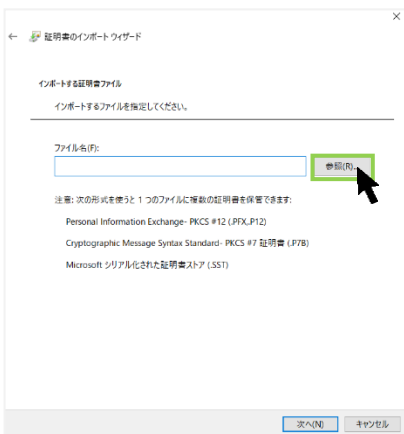 証明書のインポート ウィザード
インポートする証明書ファイル
インポートするファイルを指定してください。
ファイル名(F):
参照(R)...
注意: 次の形式を使うと 1 つのファイルに複数の証明書を保管できます:
Personal Information Exchange- PKCS #12 (.PFX,.P12)
Cryptographic Message Syntax Standard- PKCS #7 証明書 (.P7B)
Microsoft シリアル化された証明書ストア (.SST)
次へ(N)
キャンセル